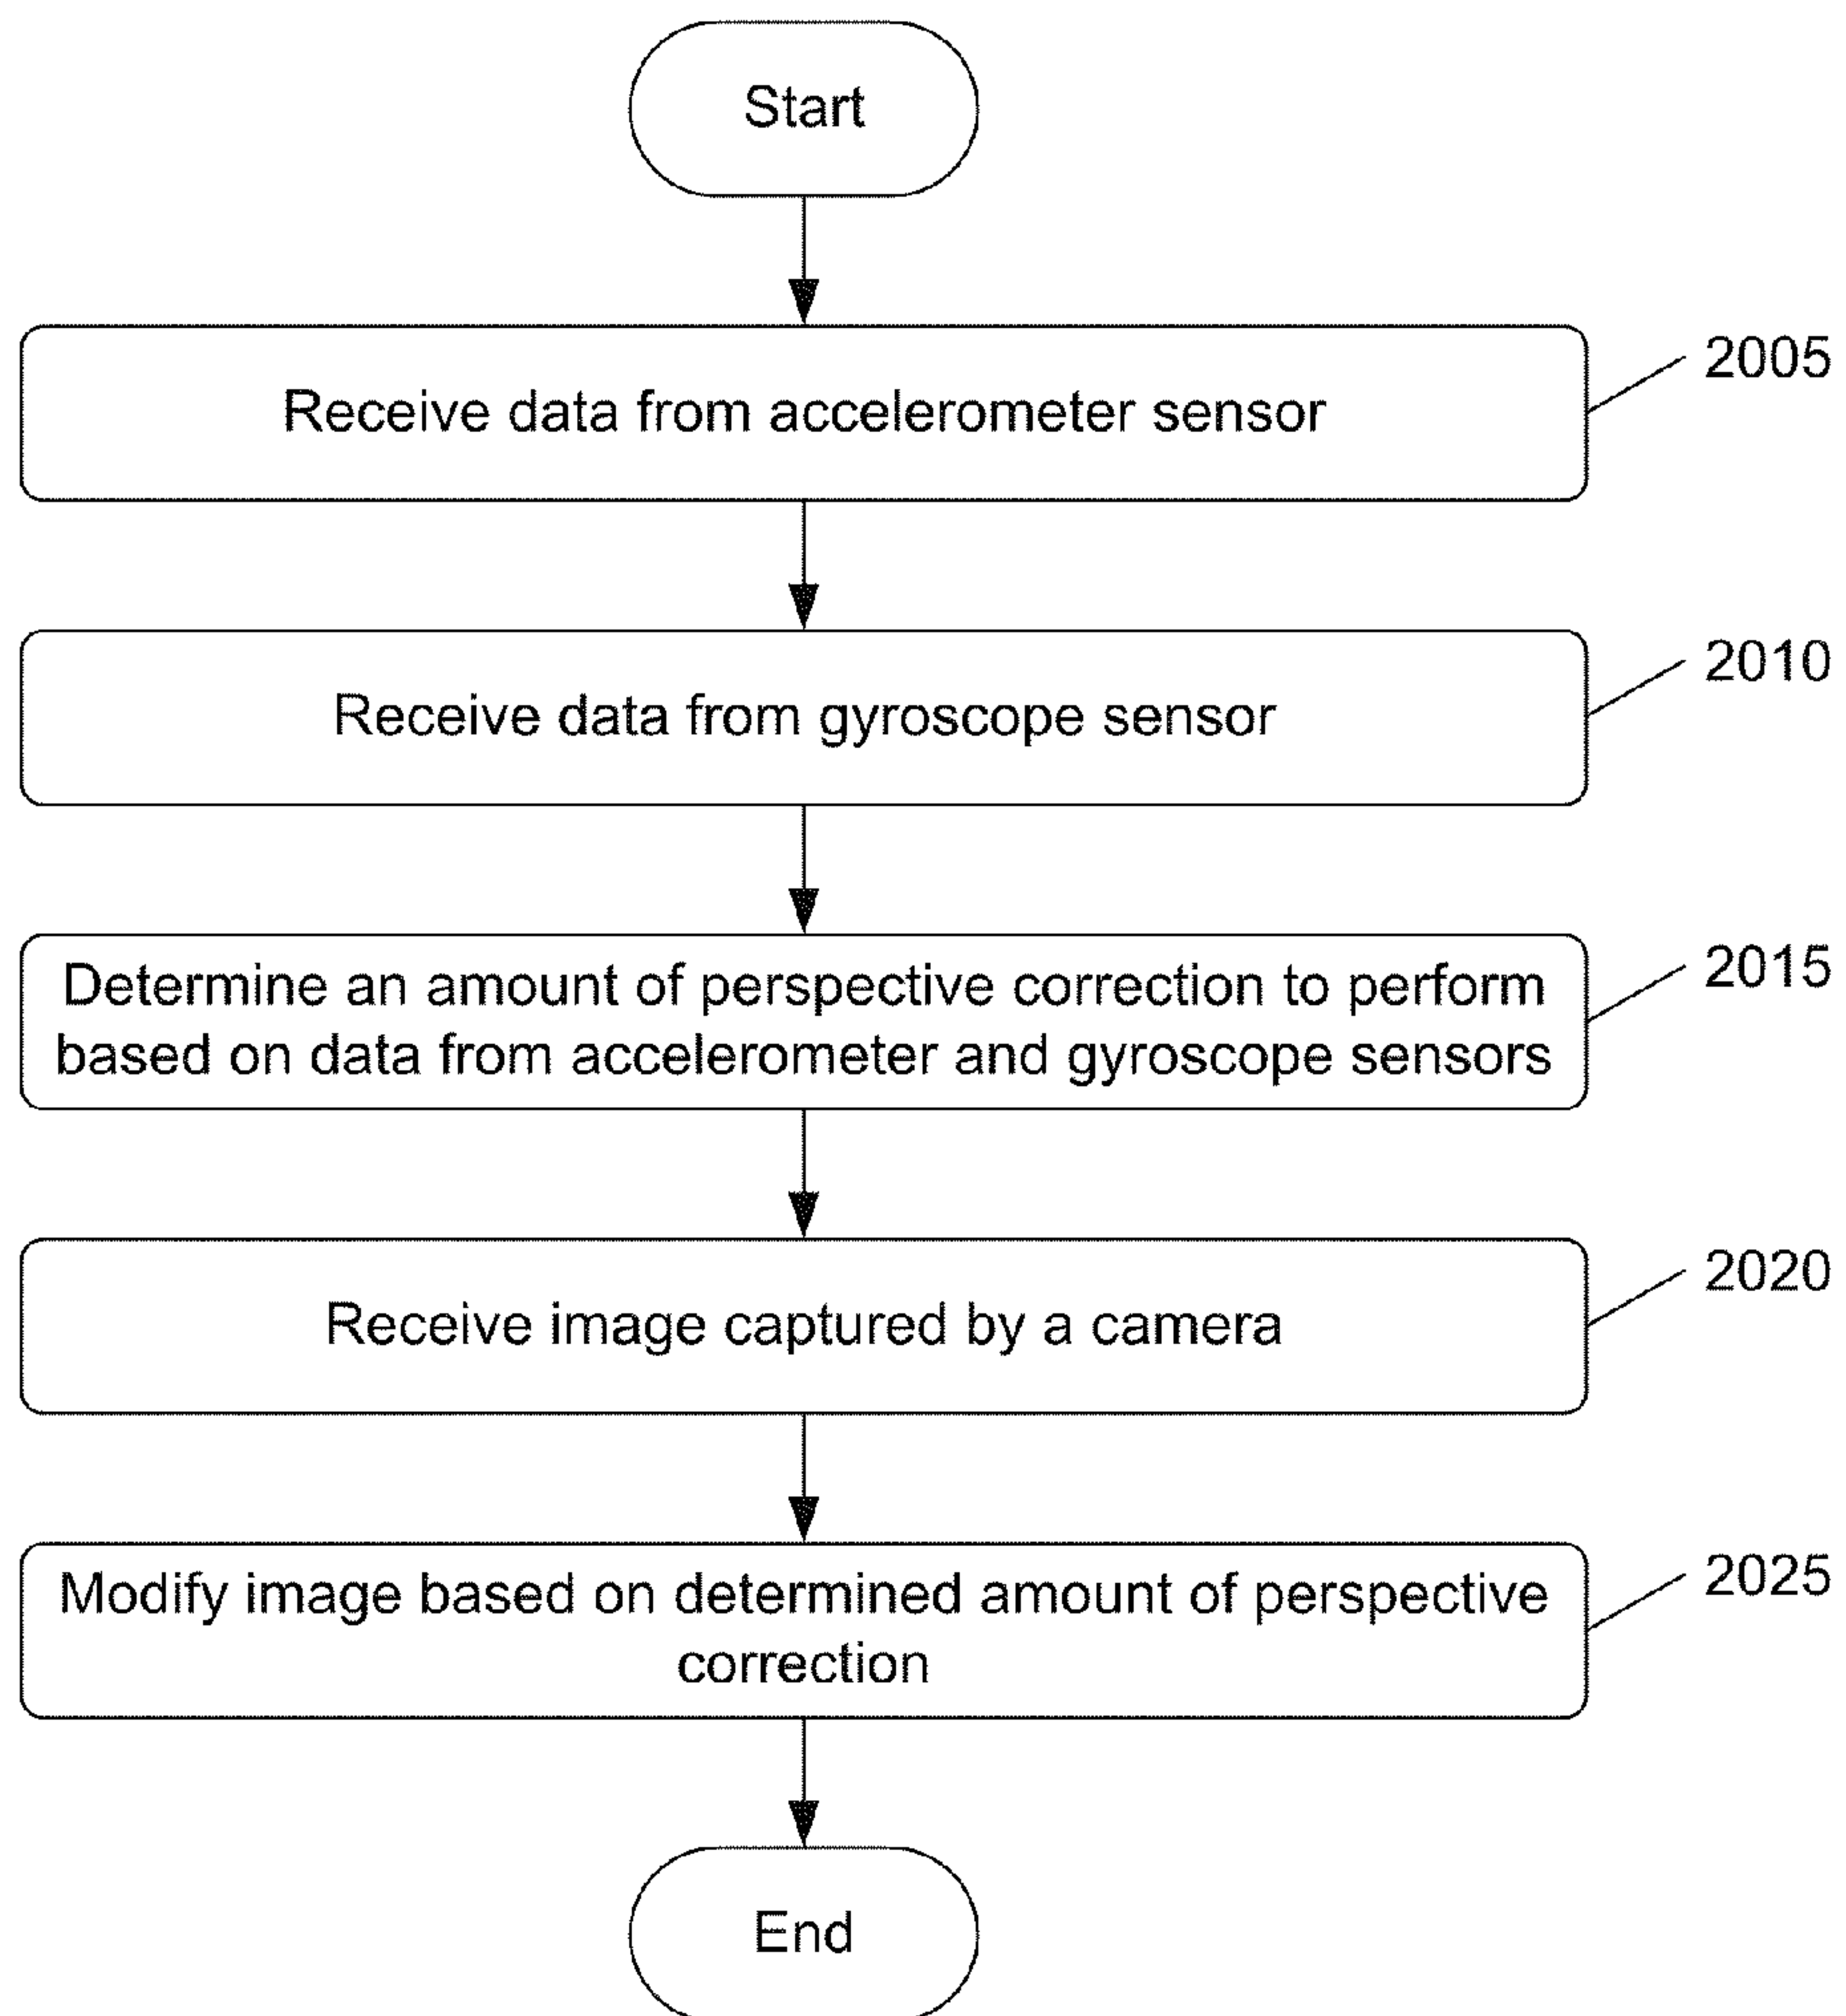 Start
Receive data from accelerometer sensor
2005
Receive data from gyroscope sensor
2010
Determine an amount of perspective correction to perform
based on data from accelerometer and gyroscope sensors
2015
Receive image captured by a camera
2020
Modify image based on determined amount of perspective
correction
2025
End